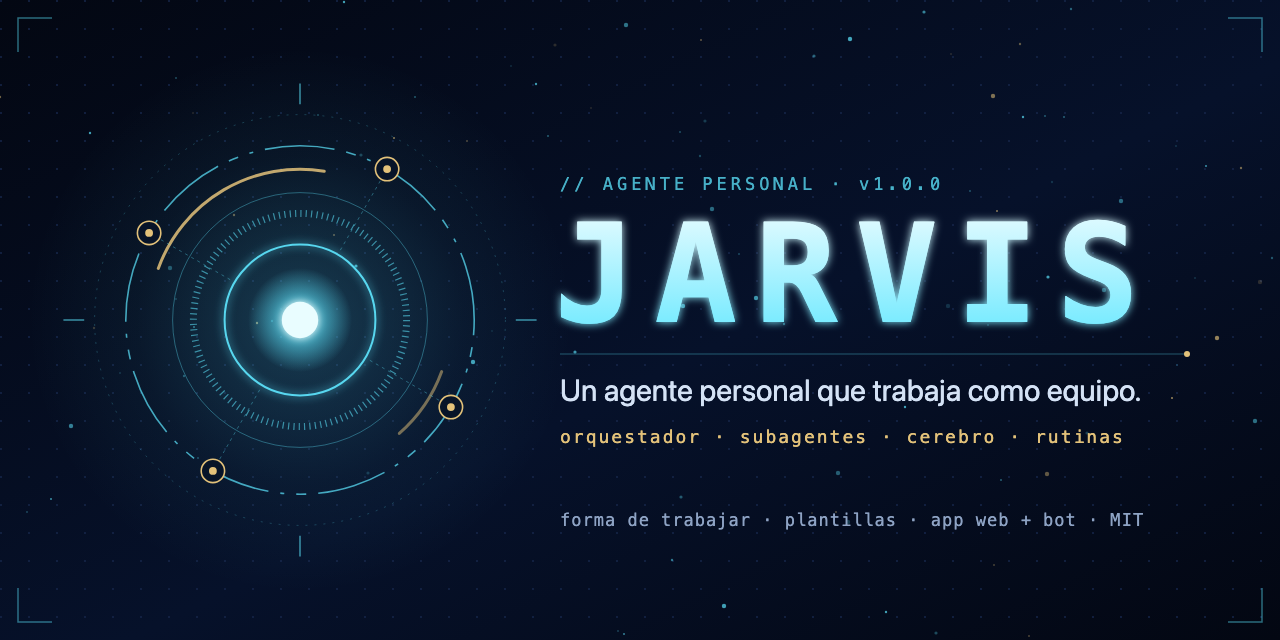 // AGENTE PERSONAL · v1.0.0
JARVIS
Un agente personal que trabaja como equipo.
orquestador · subagentes · cerebro · rutinas
forma de trabajar · plantillas · app web + bot · MIT